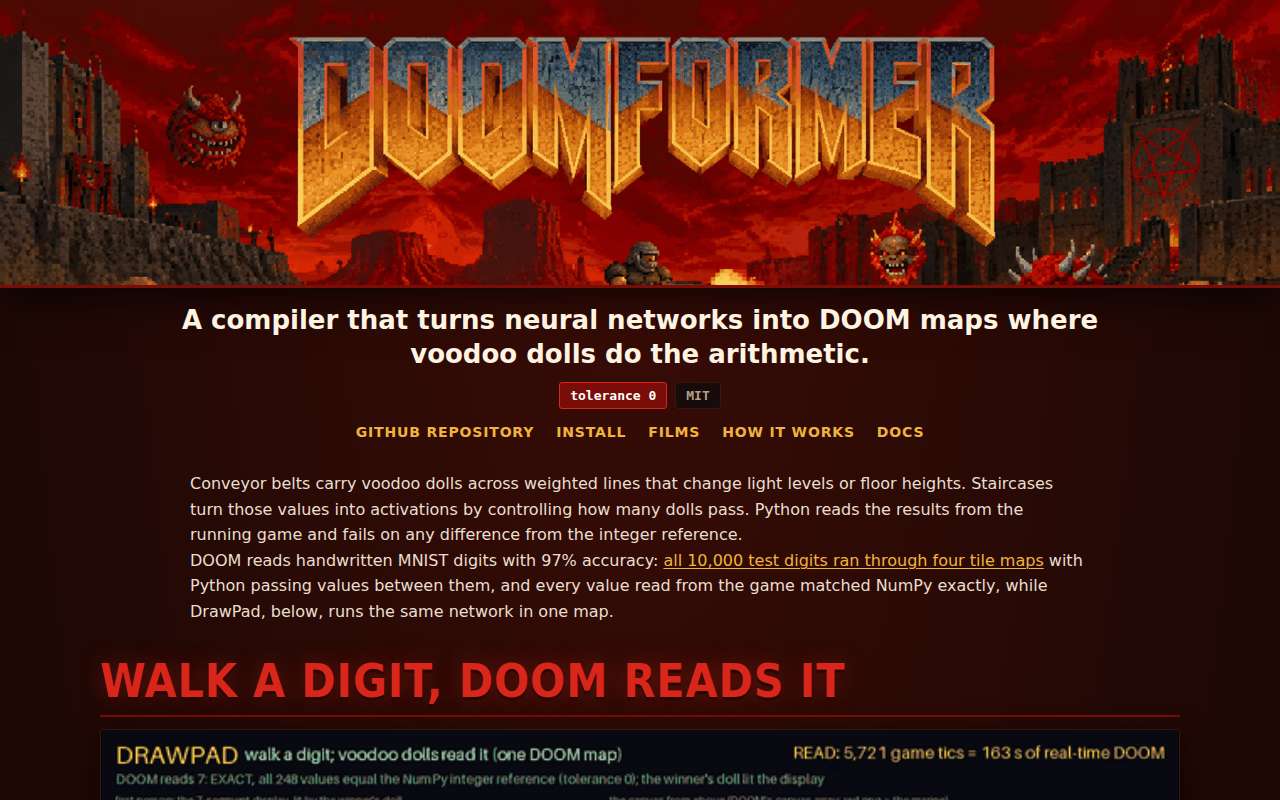 DOOMFORMER
A compiler that turns neural networks into DOOM maps where
voodoo dolls do the arithmetic.
tolerance 0 MIT
GITHUB REPOSITORY INSTALL FILMS HOW IT WORKS DOCS
Conveyor belts carry voodoo dolls across weighted lines that change light levels or floor heights. Staircases
turn those values into activations by controlling how many dolls pass. Python reads the results from the
running game and fails on any difference from the integer reference.
DOOM reads handwritten MNIST digits with 97% accuracy: all 10,000 test digits ran through four tile maps with
Python passing values between them, and every value read from the game matched NumPy exactly, while
DrawPad, below, runs the same network in one map.
WALK A DIGIT, DOOM READS IT
DRAWPAD walk a digit; voodoo dolls read it (one DOOM map) READ: 5,721 game tics = 163 s of real-time DOOM
DOOM reads 7: EXACT, all 248 values equal the NumPy integer reference (tolerance 0); the winner's doll lit the display